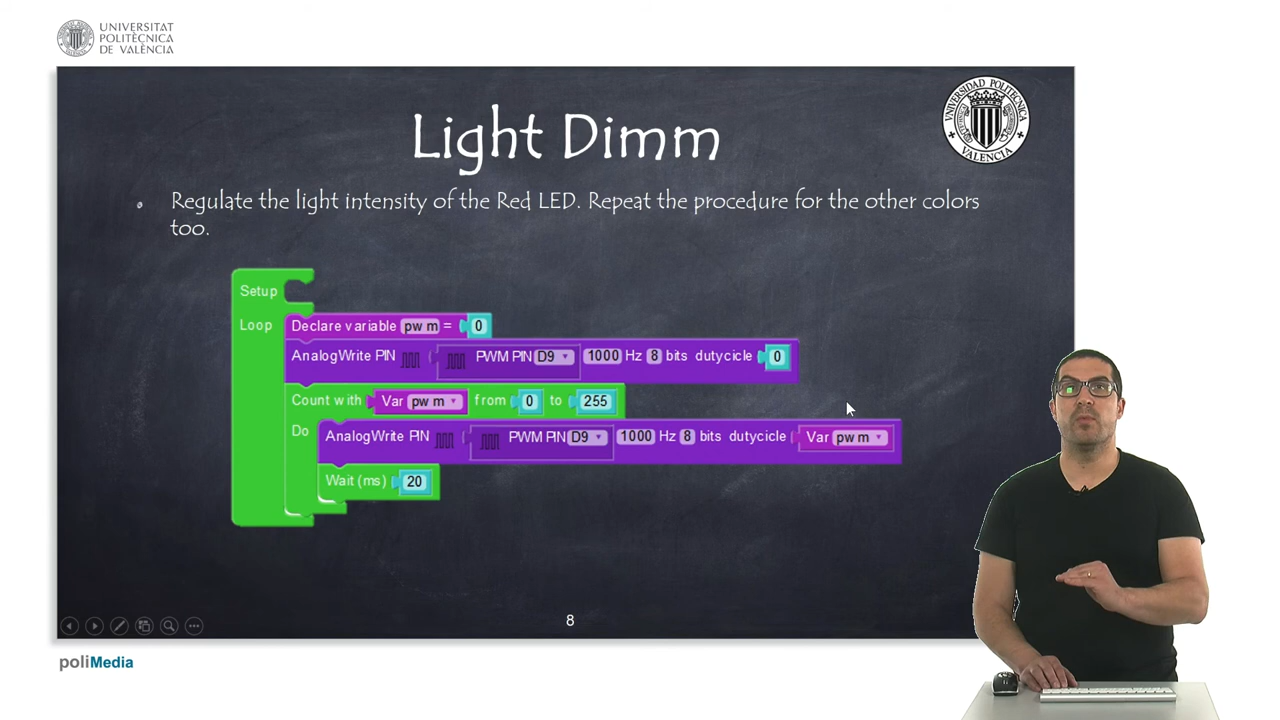 UNIVERSITAT
POLITÈCNICA
DE VALÈNCIA
UNIVERSIDAD POLITECNICA
VALENCIA
Light Dimm
Regulate the light intensity of the Red LED. Repeat the procedure for the other colors
too.
Setup
Loop
Declare variable pw m = 0
AnalogWrite PIN PWM PIN D9 1000 Hz 8 bits dutycicle 0
Count with Var pw m from 0 to 255
Do
AnalogWrite PIN PWM PIN D9 1000 Hz 8 bits dutycicle Var pw m
Wait (ms) 20
8
poliMedia